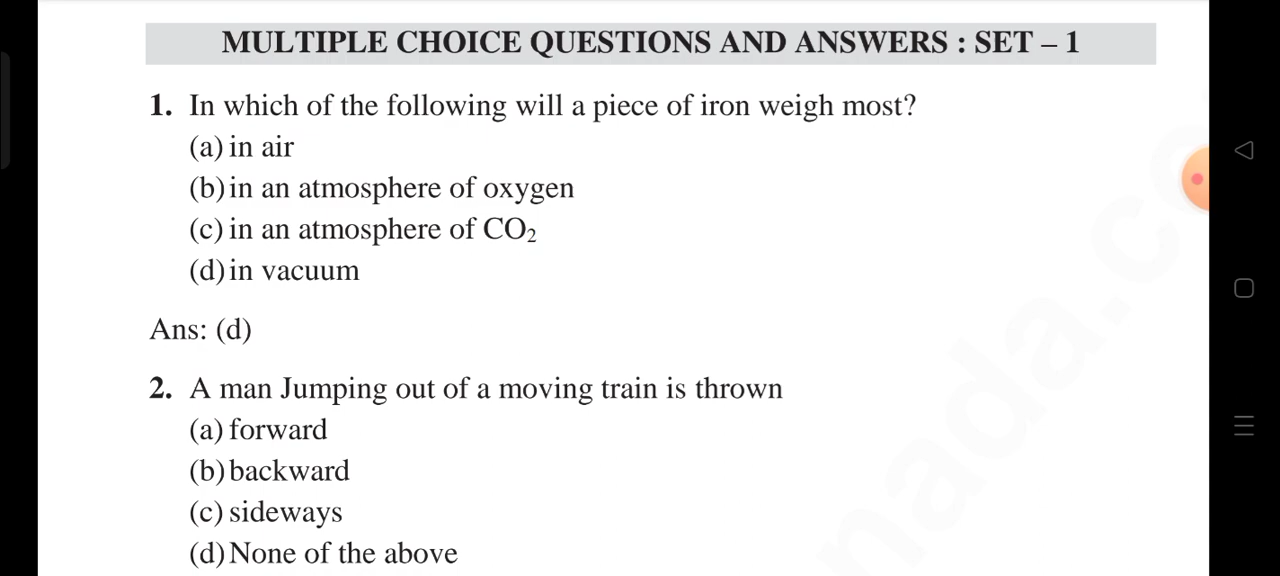 MULTIPLE CHOICE QUESTIONS AND ANSWERS : SET – 1
1. In which of the following will a piece of iron weigh most?
(a) in air
(b) in an atmosphere of oxygen
(c) in an atmosphere of CO₂
(d) in vacuum
Ans: (d)
2. A man Jumping out of a moving train is thrown
(a) forward
(b) backward
(c) sideways
(d) None of the above